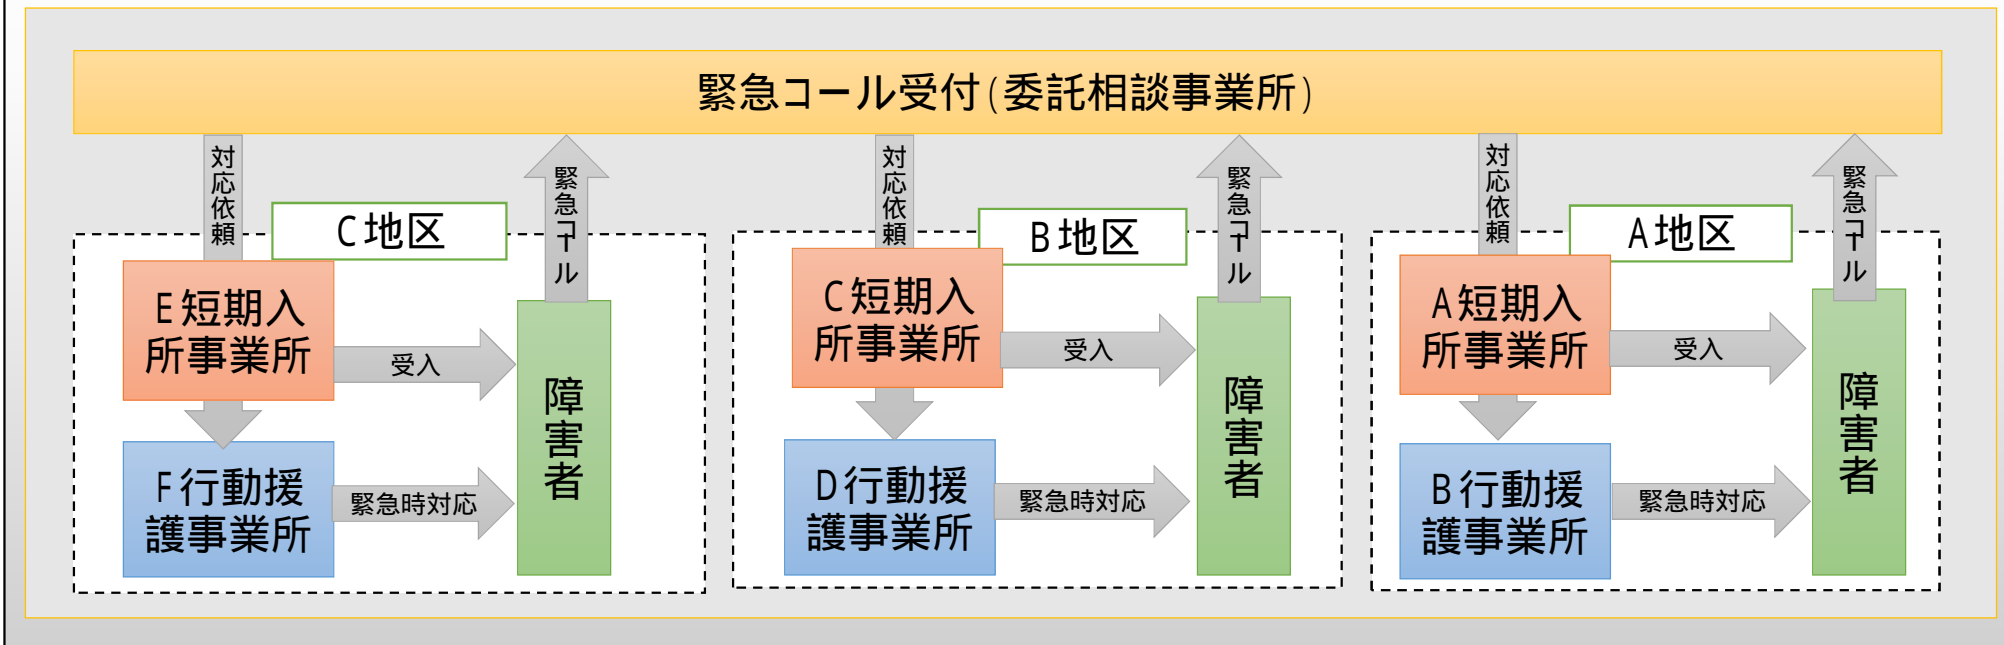 緊急コール受付(委託相談事業所)
対応依頼
緊急コール
C地区
E短期入
所事業所
受入
障害者
F行動援
護事業所
緊急時対応
対応依頼
緊急コール
B地区
C短期入
所事業所
受入
障害者
D行動援
護事業所
緊急時対応
対応依頼
緊急コール
A地区
A短期入
所事業所
受入
障害者
B行動援
護事業所
緊急時対応